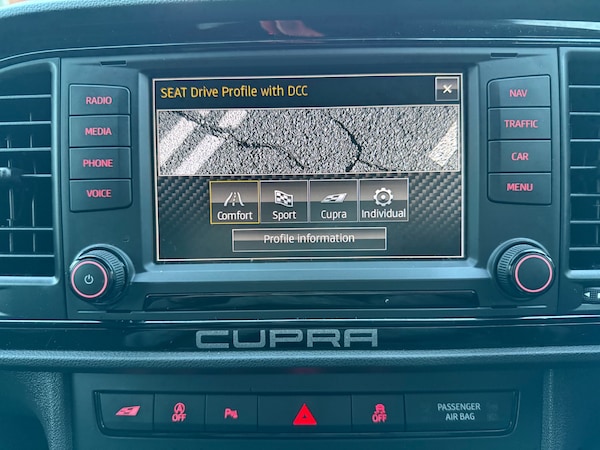 SEAT Drive Profile with DCC
×
RADIO
MEDIA
PHONE
VOICE
NAV
TRAFFIC
CAR
MENU
Comfort
Sport
Cupra
Individual
Profile information
CUPRA
OFF
OFF
PASSENGER
AIR BAG